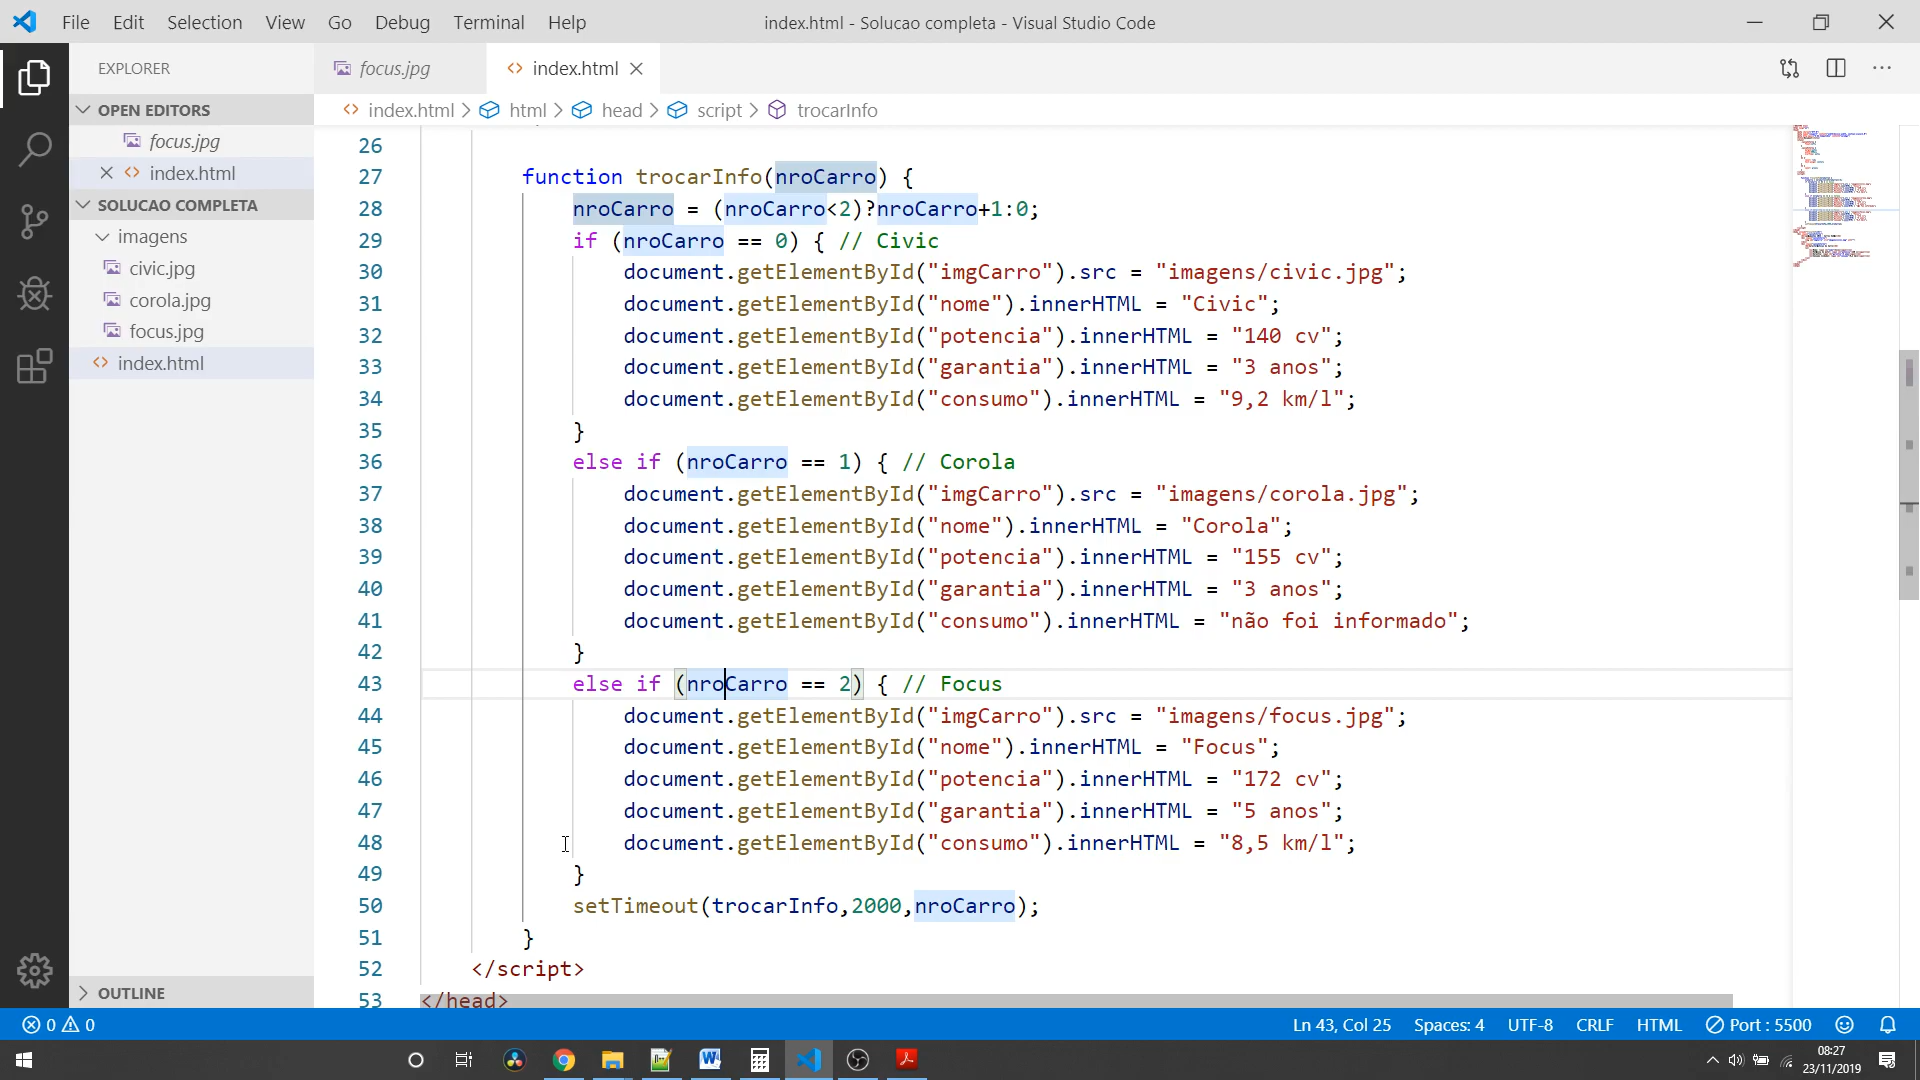 File Edit Selection View Go Debug Terminal Help
index.html - Solucao completa - Visual Studio Code
EXPLORER
OPEN EDITORS
focus.jpg
index.html
SOLUCAO COMPLETA
imagens
civic.jpg
corola.jpg
focus.jpg
index.html
OUTLINE
focus.jpg
index.html
index.html html head script trocarInfo
26
27 function trocarInfo(nroCarro) {
28 nroCarro = (nroCarro<2)?nroCarro+1:0;
29 if (nroCarro == 0) { // Civic
30 document.getElementById("imgCarro").src = "imagens/civic.jpg";
31 document.getElementById("nome").innerHTML = "Civic";
32 document.getElementById("potencia").innerHTML = "140 cv";
33 document.getElementById("garantia").innerHTML = "3 anos";
34 document.getElementById("consumo").innerHTML = "9,2 km/l";
35 }
36 else if (nroCarro == 1) { // Corola
37 document.getElementById("imgCarro").src = "imagens/corola.jpg";
38 document.getElementById("nome").innerHTML = "Corola";
39 document.getElementById("potencia").innerHTML = "155 cv";
40 document.getElementById("garantia").innerHTML = "3 anos";
41 document.getElementById("consumo").innerHTML = "não foi informado";
42 }
43 else if (nroCarro == 2) { // Focus
44 document.getElementById("imgCarro").src = "imagens/focus.jpg";
45 document.getElementById("nome").innerHTML = "Focus";
46 document.getElementById("potencia").innerHTML = "172 cv";
47 document.getElementById("garantia").innerHTML = "5 anos";
48 document.getElementById("consumo").innerHTML = "8,5 km/l";
49 }
50 setTimeout(trocarInfo,2000,nroCarro);
51 }
52 </script>
53 </head>
0 0
Ln 43, Col 25 Spaces: 4 UTF-8 CRLF HTML Port : 5500
08:27
23/11/2019